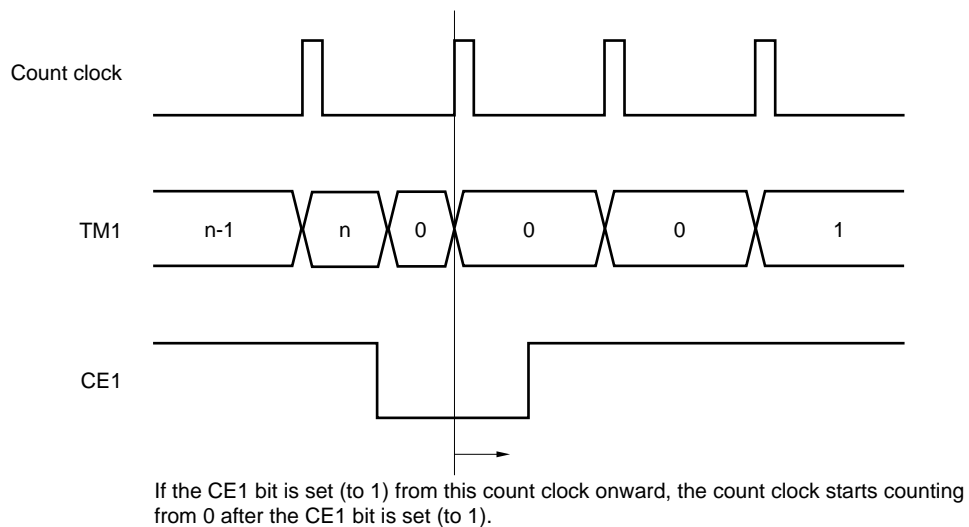 Count clock
TM1
n-1
n
0
0
0
1
CE1
If the CE1 bit is set (to 1) from this count clock onward, the count clock starts counting
from 0 after the CE1 bit is set (to 1).